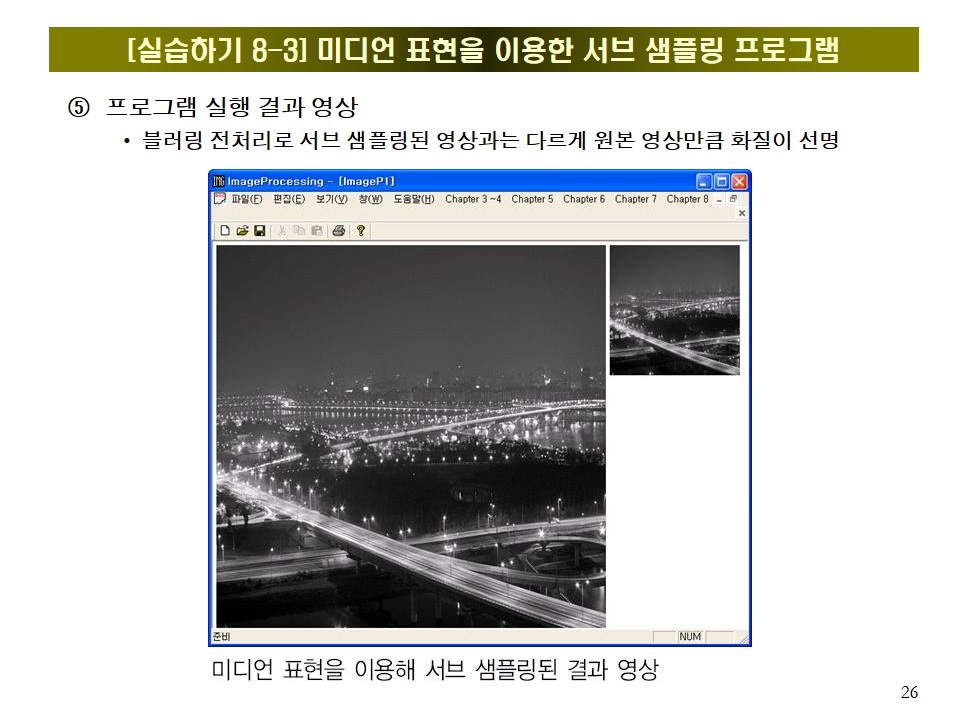 [실습하기 8-3] 미디언 표현을 이용한 서브 샘플링 프로그램
⑤ 프로그램 실행 결과 영상
• 블러링 전처리로 서브 샘플링된 영상과는 다르게 원본 영상만큼 화질이 선명
IMG ImageProcessing - [ImageP1]
파일(F) 편집(E) 보기(V) 창(W) 도움말(H) Chapter 3 ~4 Chapter 5 Chapter 6 Chapter 7 Chapter 8
준비 NUM
미디언 표현을 이용해 서브 샘플링된 결과 영상
26